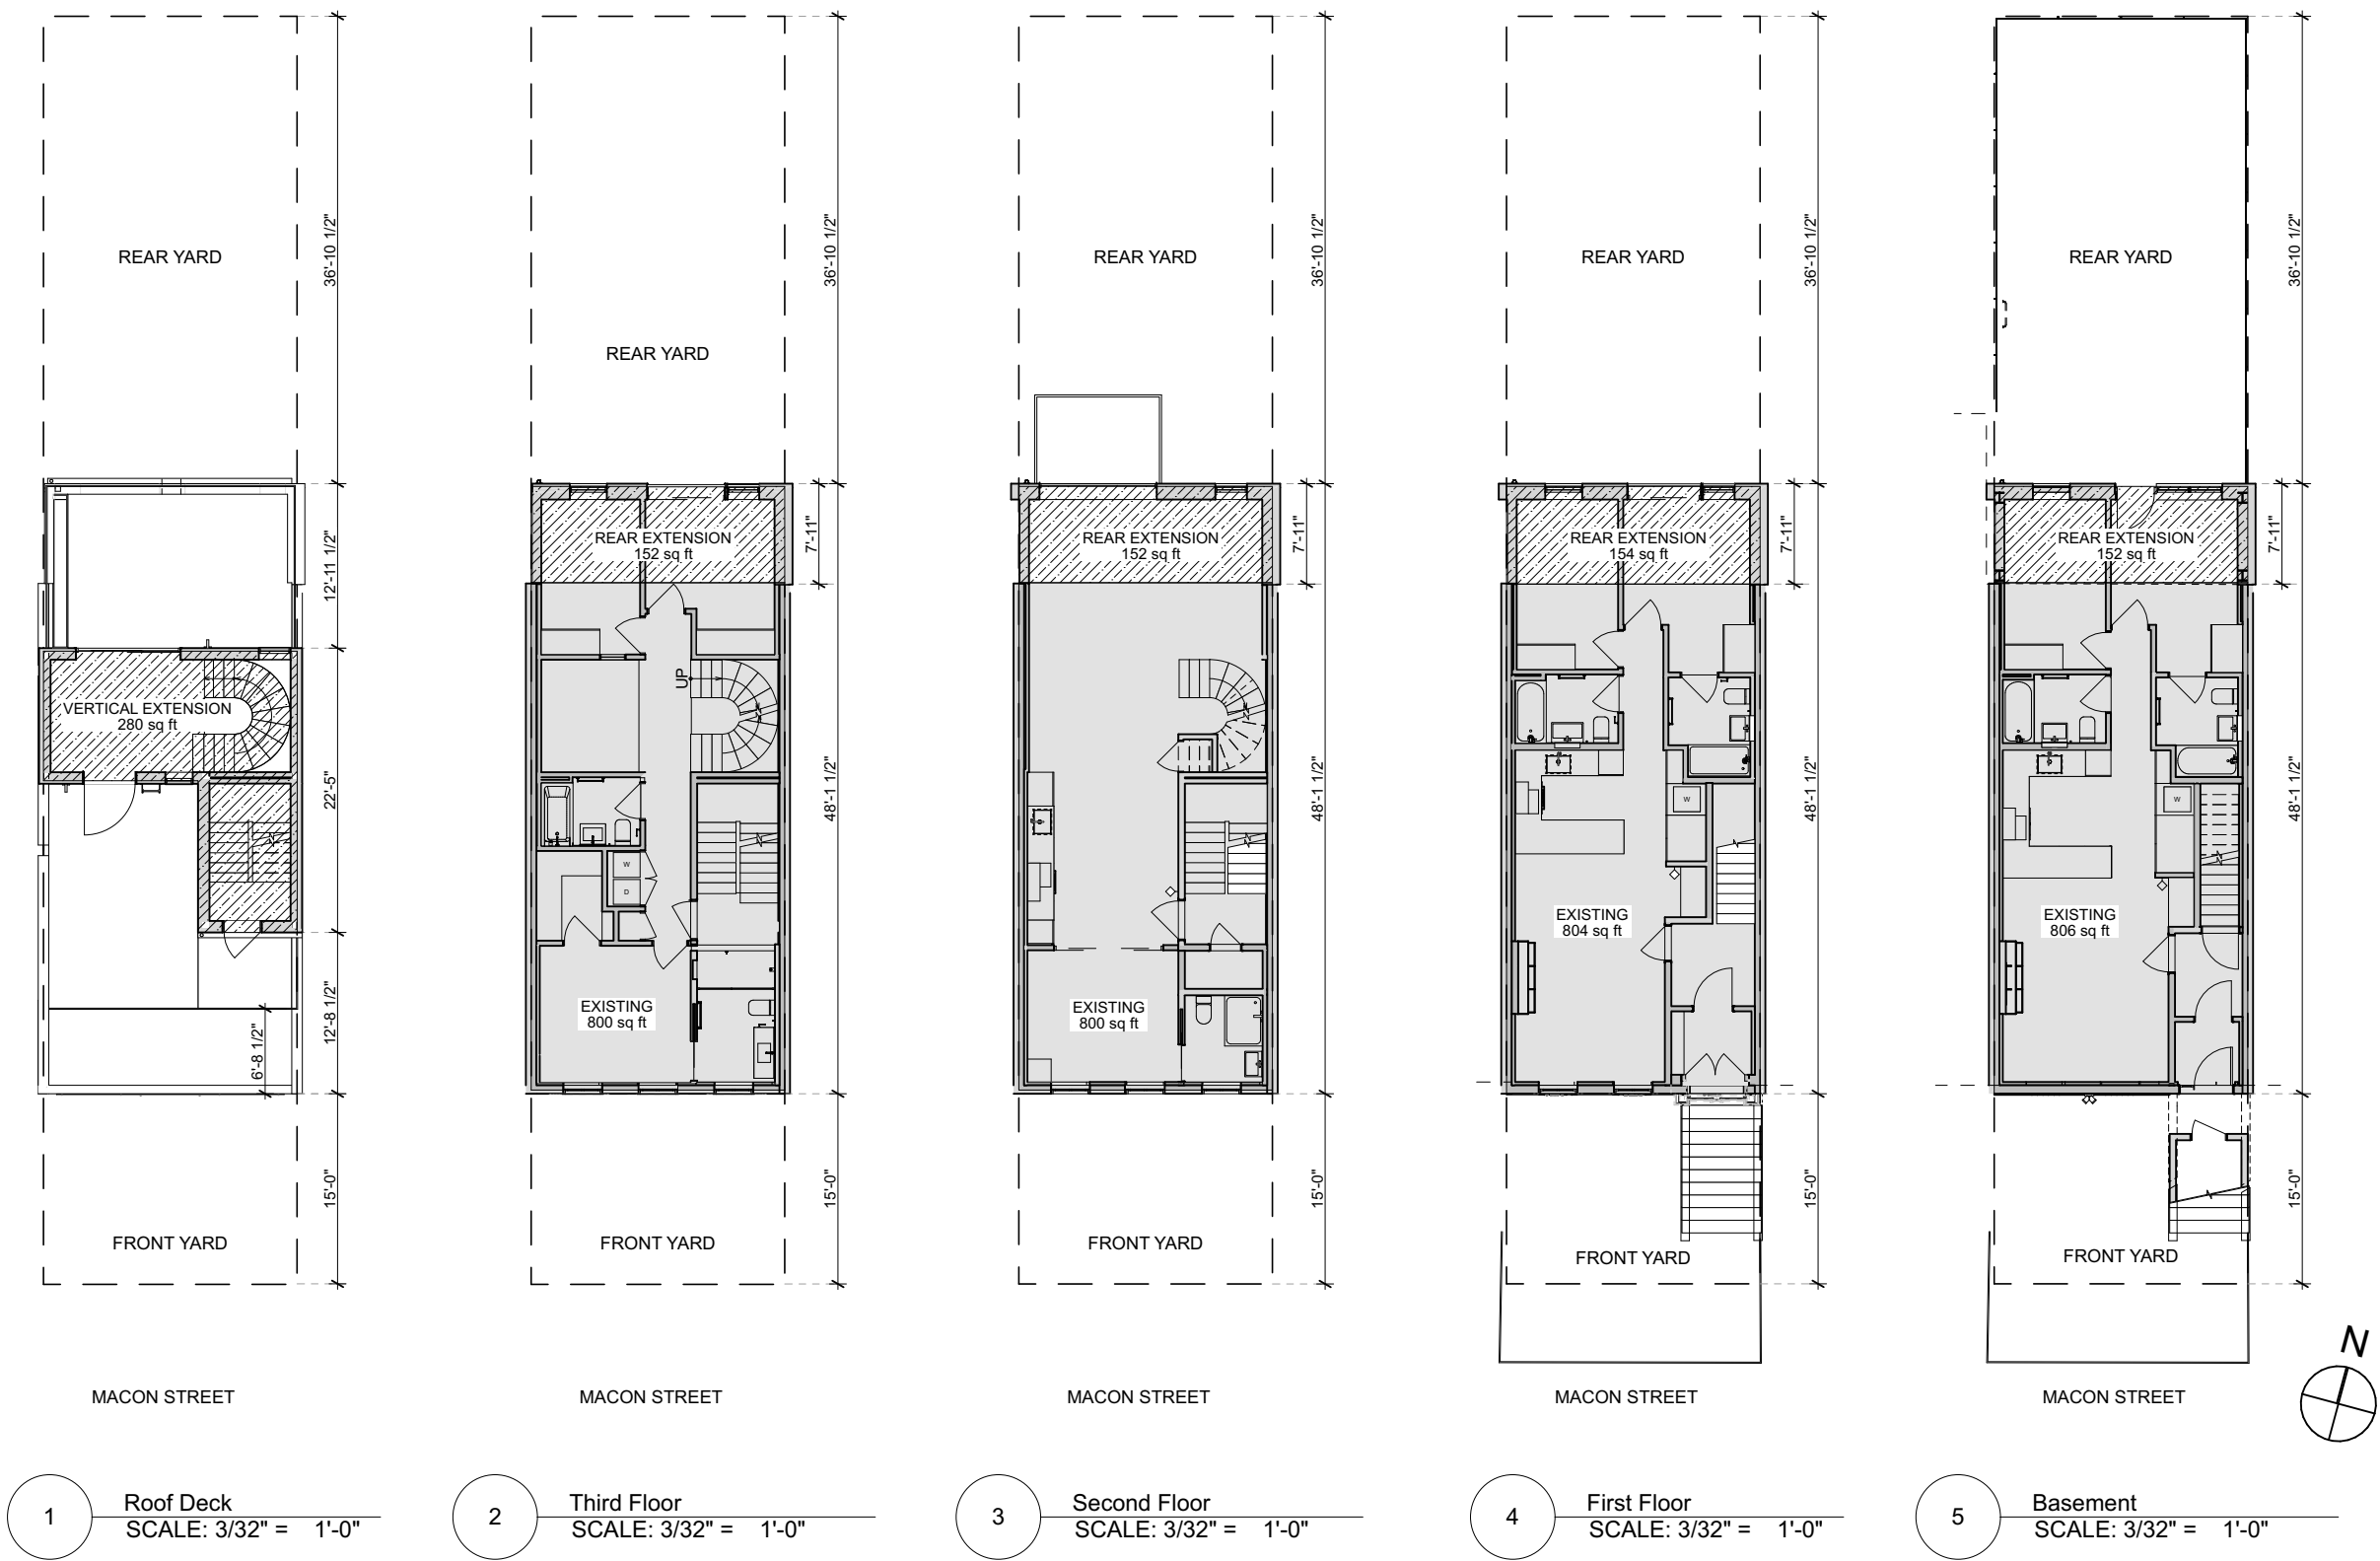 REAR YARD
36'-10 1/2"
12'-11 1/2"
VERTICAL EXTENSION
280 sq ft
22'-5"
12'-8 1/2"
6'-8 1/2"
15'-0"
FRONT YARD
MACON STREET
1
Roof Deck
SCALE: 3/32" = 1'-0"
36'-10 1/2"
REAR YARD
REAR EXTENSION
152 sq ft
7'-11"
UP
48'-1 1/2"
W
D
EXISTING
800 sq ft
15'-0"
FRONT YARD
MACON STREET
2
Third Floor
SCALE: 3/32" = 1'-0"
REAR YARD
36'-10 1/2"
REAR EXTENSION
152 sq ft
7'-11"
48'-1 1/2"
EXISTING
800 sq ft
15'-0"
FRONT YARD
MACON STREET
3
Second Floor
SCALE: 3/32" = 1'-0"
REAR YARD
36'-10 1/2"
REAR EXTENSION
154 sq ft
7'-11"
48'-1 1/2"
W
EXISTING
804 sq ft
15'-0"
FRONT YARD
MACON STREET
4
First Floor
SCALE: 3/32" = 1'-0"
REAR YARD
36'-10 1/2"
REAR EXTENSION
152 sq ft
7'-11"
48'-1 1/2"
W
EXISTING
806 sq ft
15'-0"
FRONT YARD
N
MACON STREET
5
Basement
SCALE: 3/32" = 1'-0"